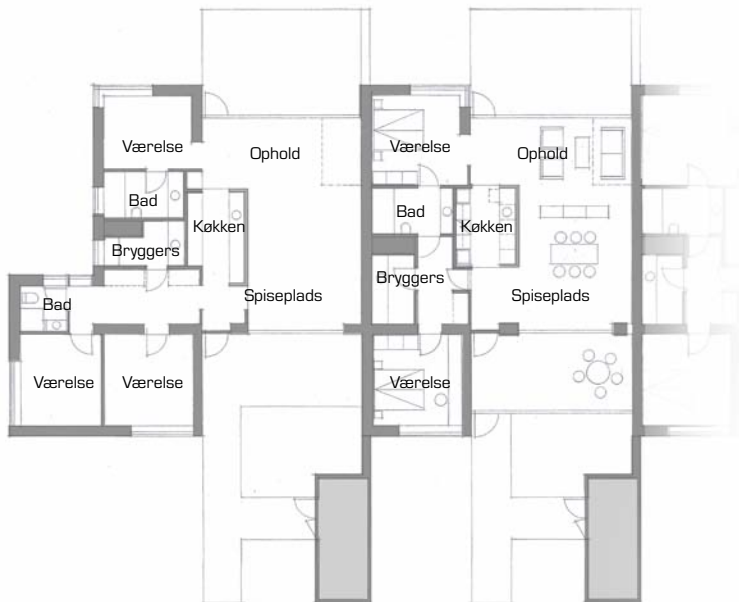 Værelse
Ophold
Bad
Køkken
Bryggers
Bad
Spiseplads
Værelse
Værelse
Værelse
Ophold
Bad
Køkken
Bryggers
Spiseplads
Værelse